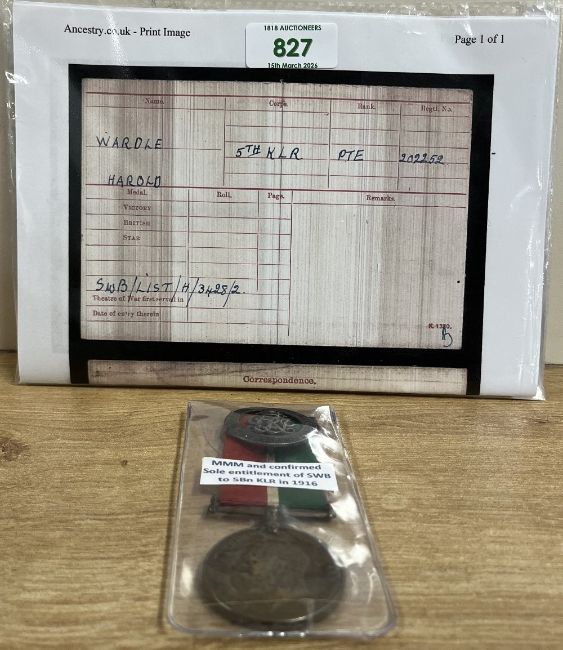 Ancestry.co.uk - Print Image
1818 AUCTIONEERS
827
15th March 2026
Page 1 of 1
Name. Corps. Rank. Regtl. No.
WARDLE
HAROLD
5TH KLR PTE 202252
Medal. Roll. Page. Remarks.
VICTORY
BRITISH
STAR
SWB/LIST/H/3428/2.
Theatre of War first served in
Date of entry therein
K. 1380.
Correspondence.
MMM and confirmed
Sole entitlement of SWB
to 5Bn KLR in 1916